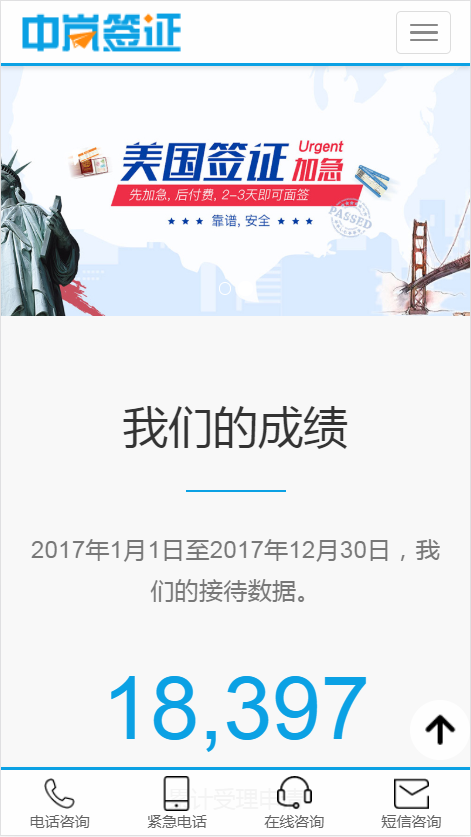 中岚签证
美国签证 Urgent 加急
先加急, 后付费, 2-3天即可面签
★ ★ ★ 靠谱, 安全 ★ ★ ★
PASSED
我们的成绩
2017年1月1日至2017年12月30日，我
们的接待数据。
18,397
累计受理申请
电话咨询 紧急电话 在线咨询 短信咨询